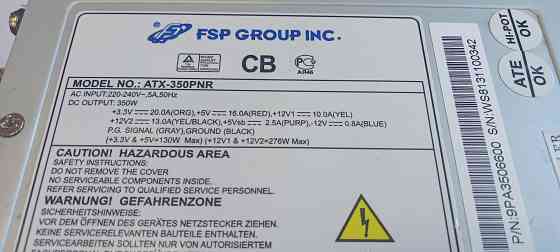 FSP GROUP INC.
CB
MODEL NO.: ATX-350PNR
AC INPUT:220-240V~,5A,50Hz
DC OUTPUT: 350W
+3.3V 20.0A(ORG),+5V 16.0A(RED),+12V1 10.0A(YEL)
+12V2 13.0A(YEL/BLACK),+5Vsb 2.5A(PURP),-12V 0.8A(BLUE)
P.G. SIGNAL (GRAY),GROUND (BLACK)
(+3.3V & +5V=130W Max) (+12V1 & +12V2=276W Max)
CAUTION! HAZARDOUS AREA
SAFETY INSTRUCTIONS:
DO NOT REMOVE THE COVER
NO SERVICEABLE COMPONENTS INSIDE.
REFER SERVICING TO QUALIFIED SERVICE PERSONNEL.
WARNUNG! GEFAHRENZONE
SICHERHEITSHINWEISE:
VOR DEM ÖFFNEN DES GERÄTES NETZSTECKER ZIEHEN.
KEINE SERVICERELEVANTEN BAUTEILE ENTHALTEN.
SERVICEARBEITEN SOLLTEN
S/N:WS8131100342
P/N:9PA3506600
HI-POT
OK
ATE
OK